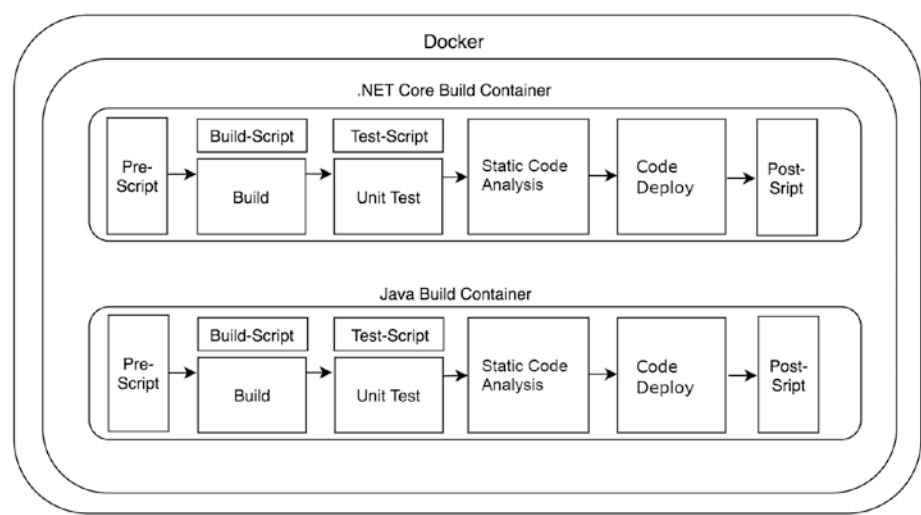 Docker
.NET Core Build Container
Pre-
Script
Build-Script
Build
Test-Script
Unit Test
Static Code
Analysis
Code
Deploy
Post-
Sript
Java Build Container
Pre-
Script
Build-Script
Build
Test-Script
Unit Test
Static Code
Analysis
Code
Deploy
Post-
Sript